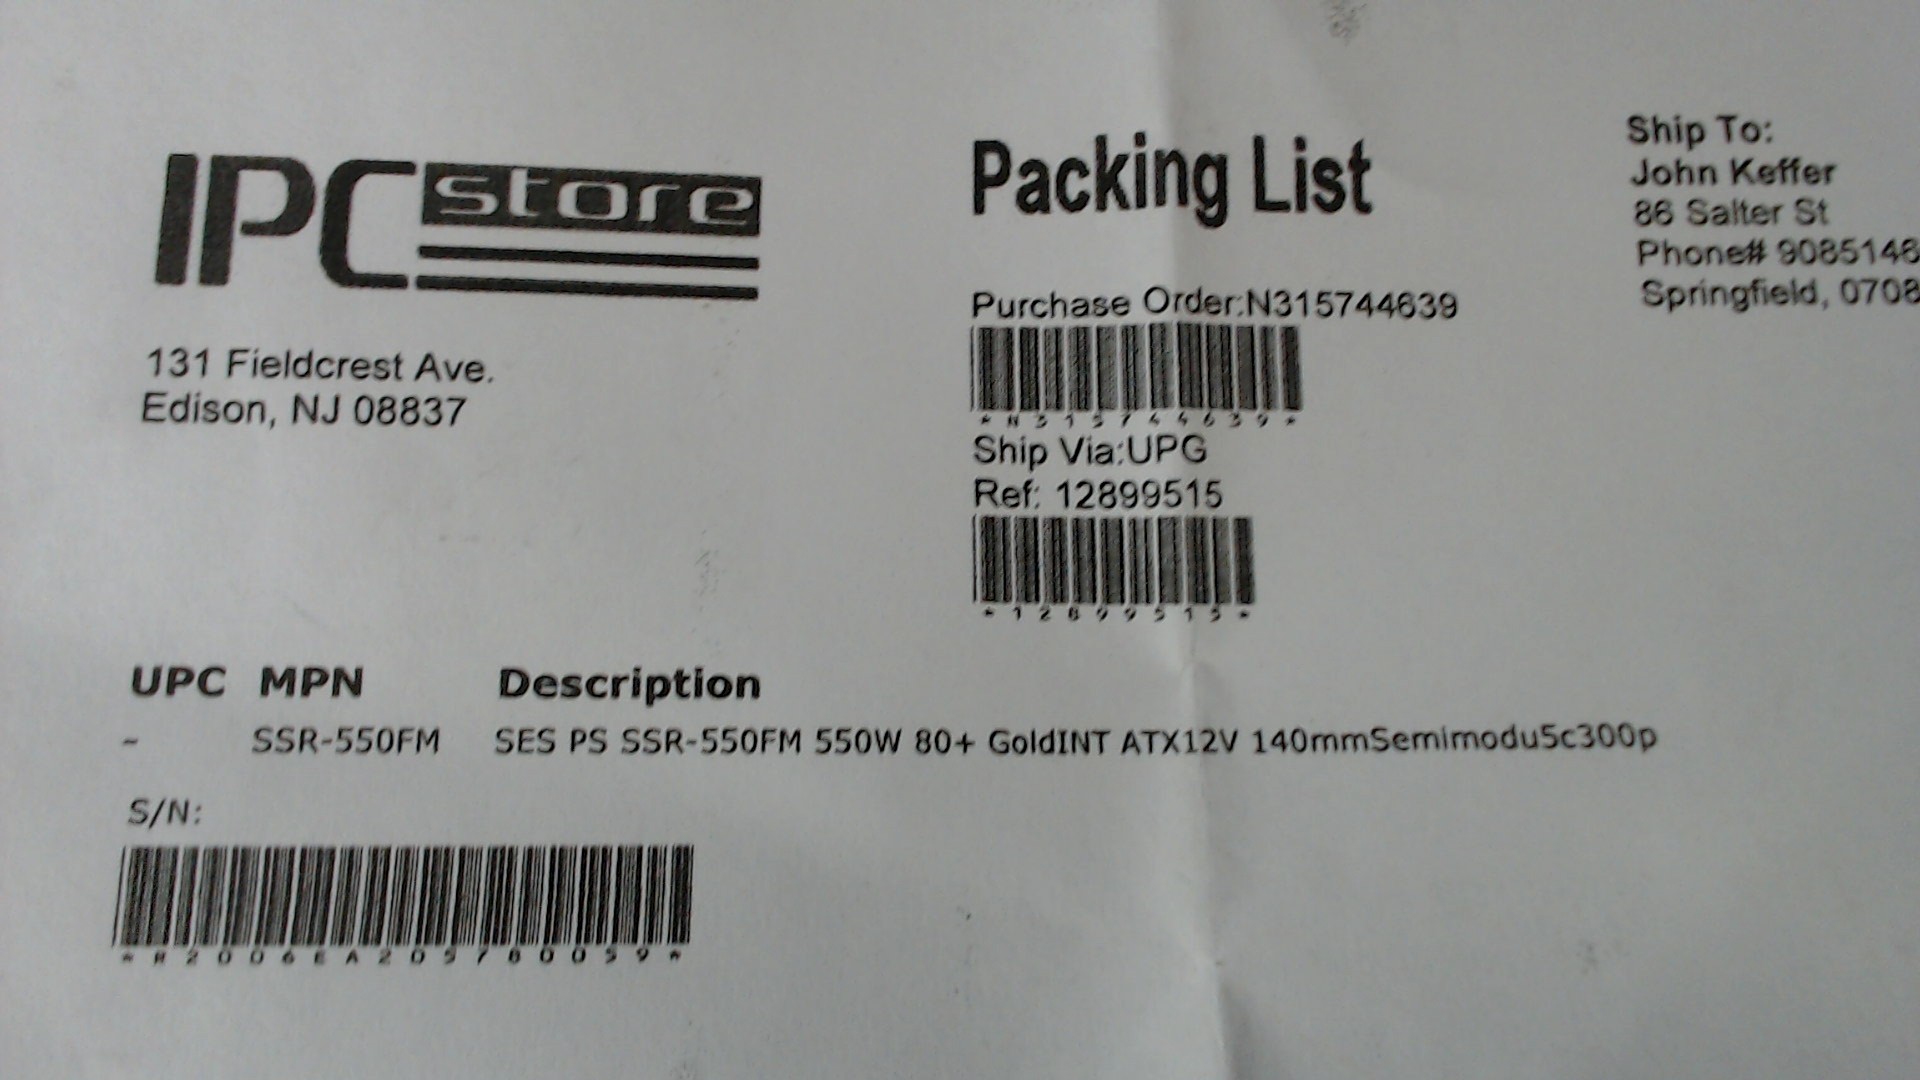 IPC store
131 Fieldcrest Ave.
Edison, NJ 08837
Packing List
Purchase Order:N315744639
*N315744639*
Ship Via:UPG
Ref: 12899515
*12899515*
Ship To:
John Keffer
86 Salter St
Phone# 9085146
Springfield, 0708
UPC MPN Description
- SSR-550FM SES PS SSR-550FM 550W 80+ GoldINT ATX12V 140mmSemimodu5c300p
S/N: